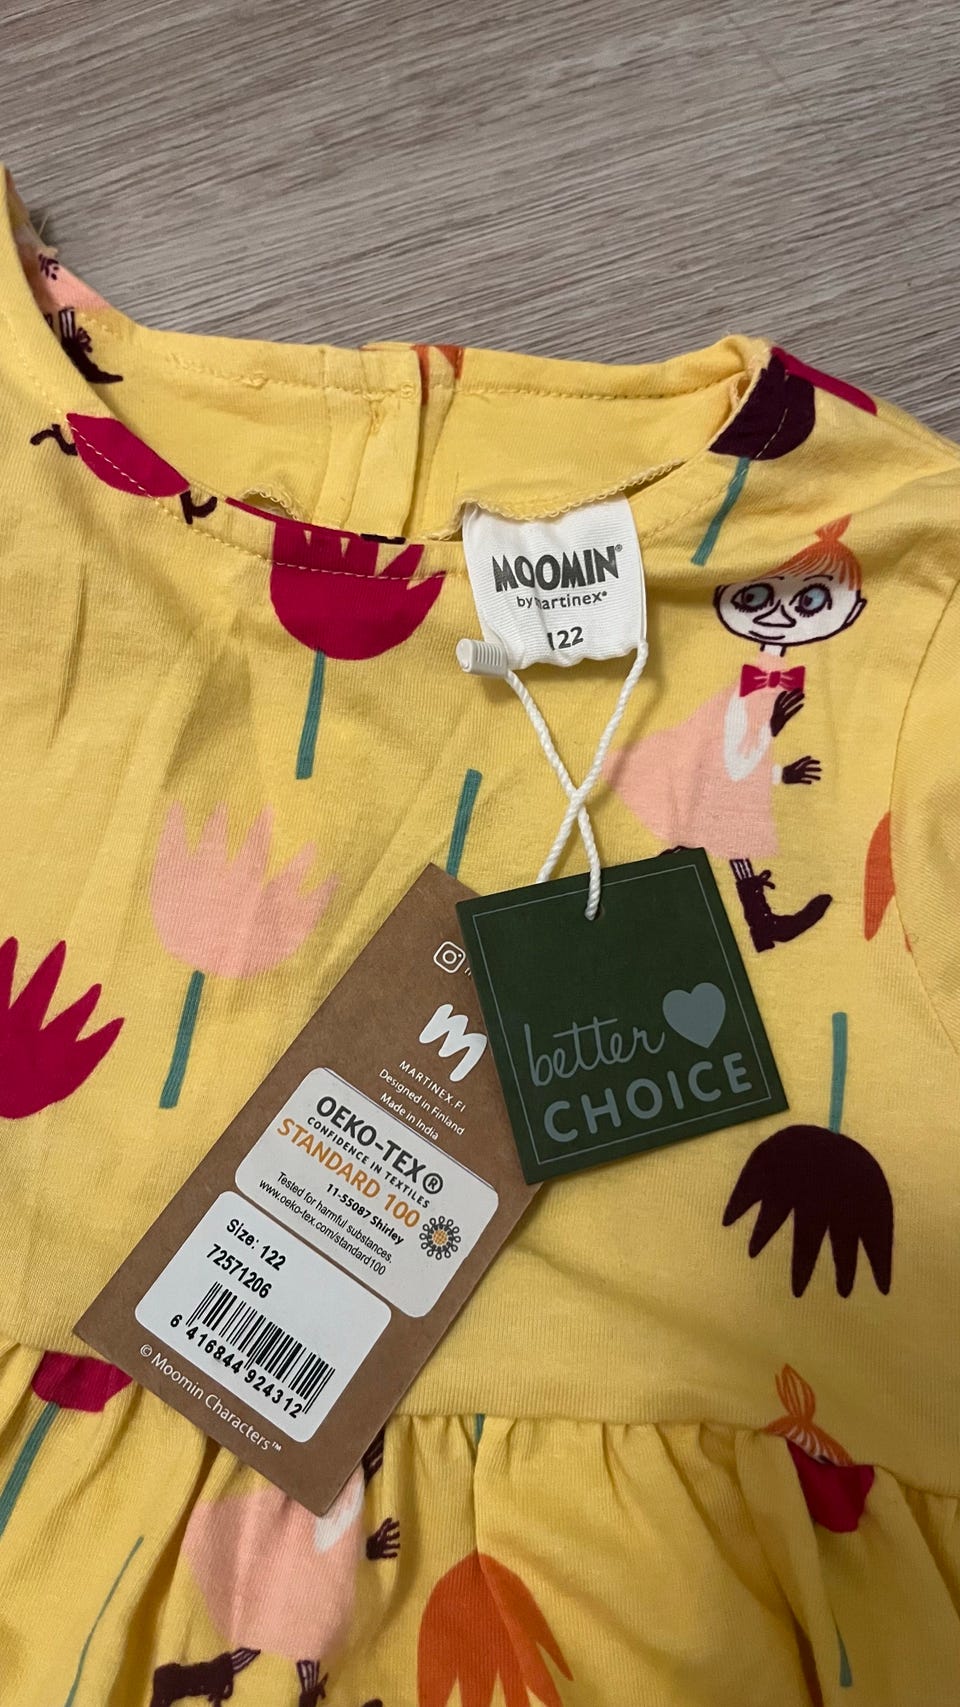 MOOMIN®
by martinex®
122
better
CHOICE
MARTINEX.FI
Designed in Finland
Made in India
OEKO-TEX®
CONFIDENCE IN TEXTILES
STANDARD 100
11-55087 Shirley
Tested for harmful substances.
www.oeko-tex.com/standard100
Size: 122
72571206
6 416844 924312
© Moomin Characters™